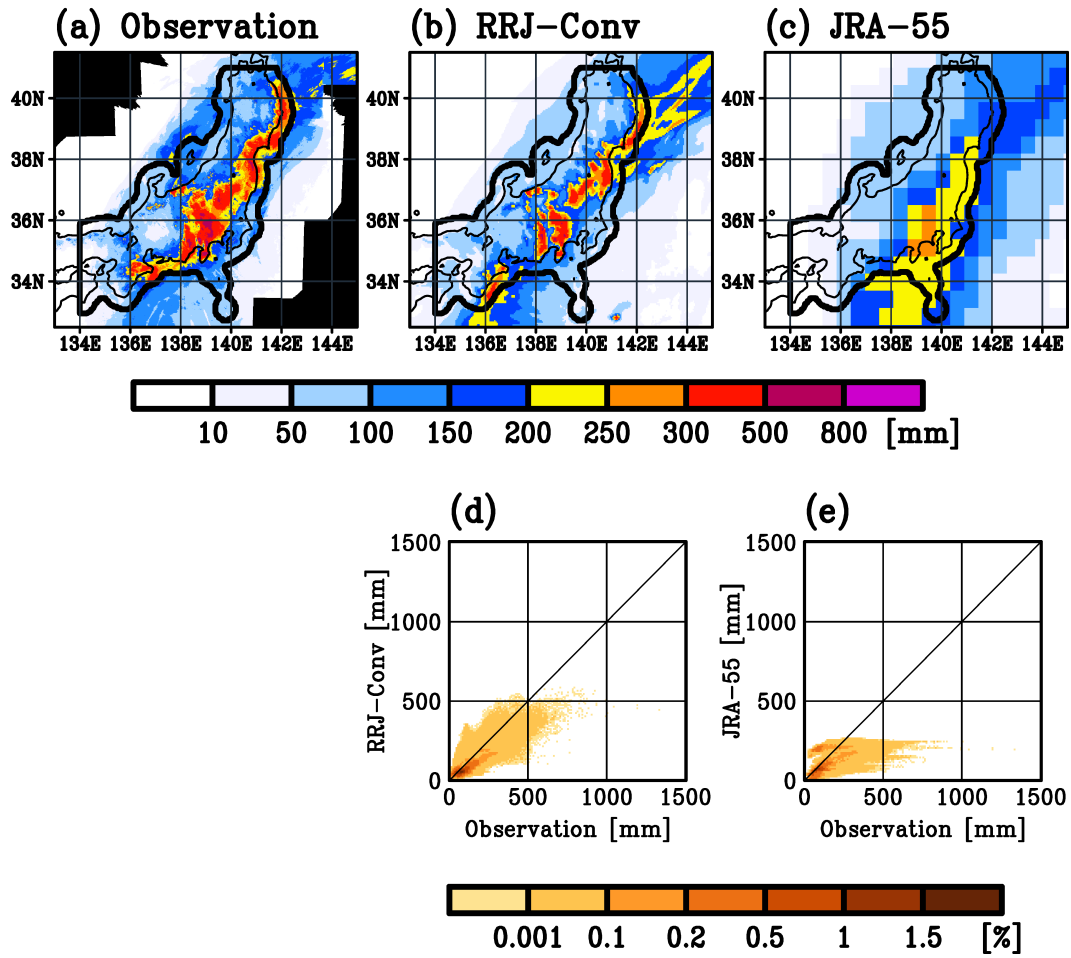 (a) Observation
(b) RRJ-Conv
(c) JRA-55
40N
38N
36N
34N
134E 136E 138E 140E 142E 144E
40N
38N
36N
34N
134E 136E 138E 140E 142E 144E
40N
38N
36N
34N
134E 136E 138E 140E 142E 144E
10 50 100 150 200 250 300 500 800 [mm]
(d)
1500
1000
500
0
RRJ-Conv [mm]
0 500 1000 1500
Observation [mm]
(e)
1500
1000
500
0
JRA-55 [mm]
0 500 1000 1500
Observation [mm]
0.001 0.1 0.2 0.5 1 1.5 [%]